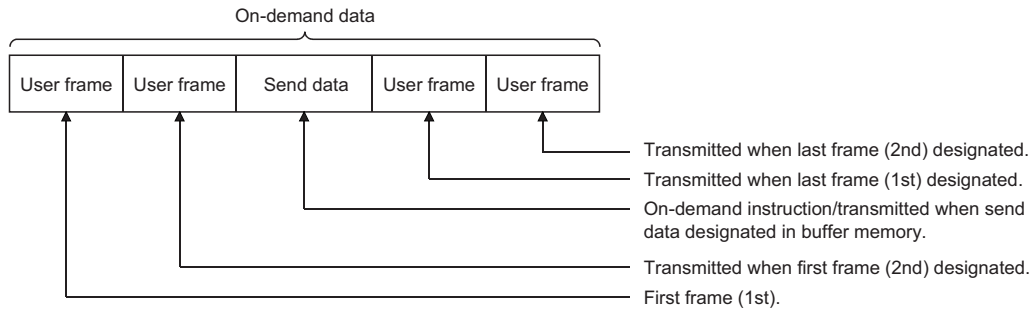 On-demand data
User frame
User frame
Send data
User frame
User frame
Transmitted when last frame (2nd) designated.
Transmitted when last frame (1st) designated.
On-demand instruction/transmitted when send
data designated in buffer memory.
Transmitted when first frame (2nd) designated.
First frame (1st).